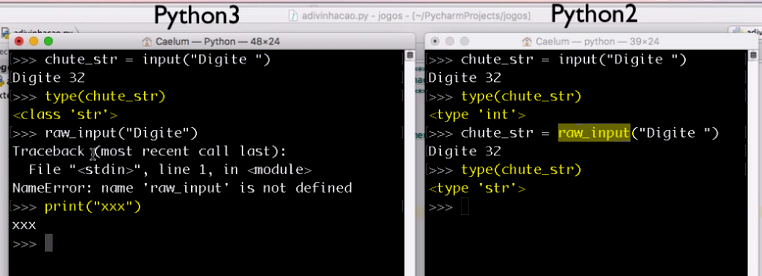 Python3
Python2
adivinhacao.py — jogos — [~/PycharmProjects/jogos]
Caelum — Python — 48×24
>>> chute_str = input("Digite ")
Digite 32
>>> type(chute_str)
<class 'str'>
>>> raw_input("Digite")
Traceback (most recent call last):
  File "<stdin>", line 1, in <module>
NameError: name 'raw_input' is not defined
>>> print("xxx")
xxx
>>>
Caelum — python — 39×24
>>> chute_str = input("Digite ")
Digite 32
>>> type(chute_str)
<type 'int'>
>>> chute_str = raw_input("Digite ")
Digite 32
>>> type(chute_str)
<type 'str'>
>>>